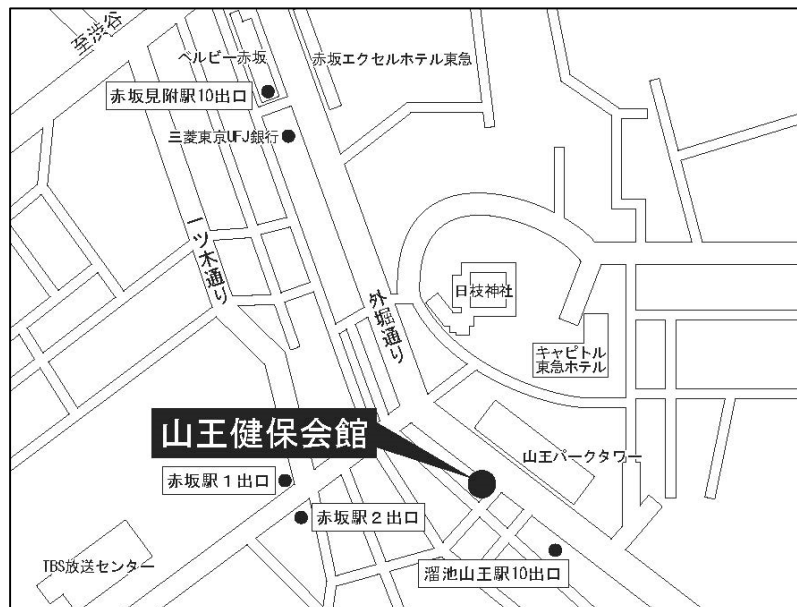 至渋谷
ベルビー赤坂
赤坂エクセルホテル東急
赤坂見附駅10出口
三菱東京UFJ銀行
一ツ木通り
日枝神社
外堀通り
キャピトル
東急ホテル
山王健保会館
山王パークタワー
赤坂駅1出口
赤坂駅2出口
TBS放送センター
溜池山王駅10出口